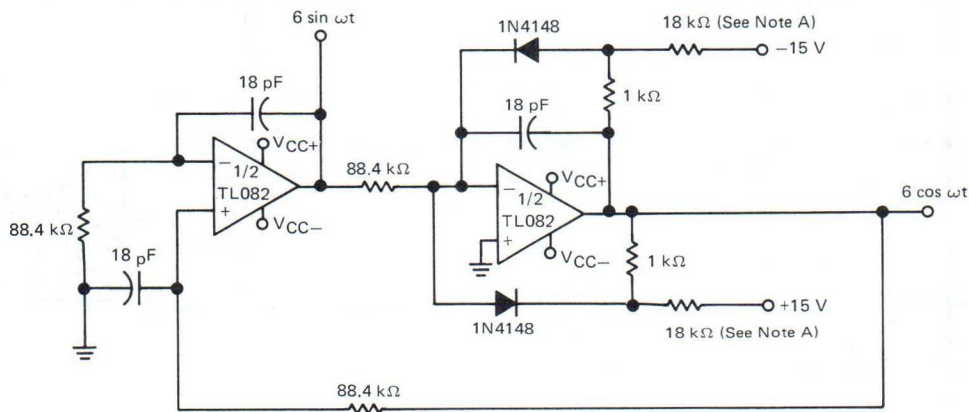 6 sin ωt
1N4148
18 kΩ (See Note A)
−15 V
18 pF
1 kΩ
18 pF
VCC+
−
1/2
TL082
+
VCC−
88.4 kΩ
VCC+
−
1/2
TL082
+
VCC−
6 cos ωt
88.4 kΩ
18 pF
1 kΩ
+15 V
1N4148
18 kΩ (See Note A)
88.4 kΩ